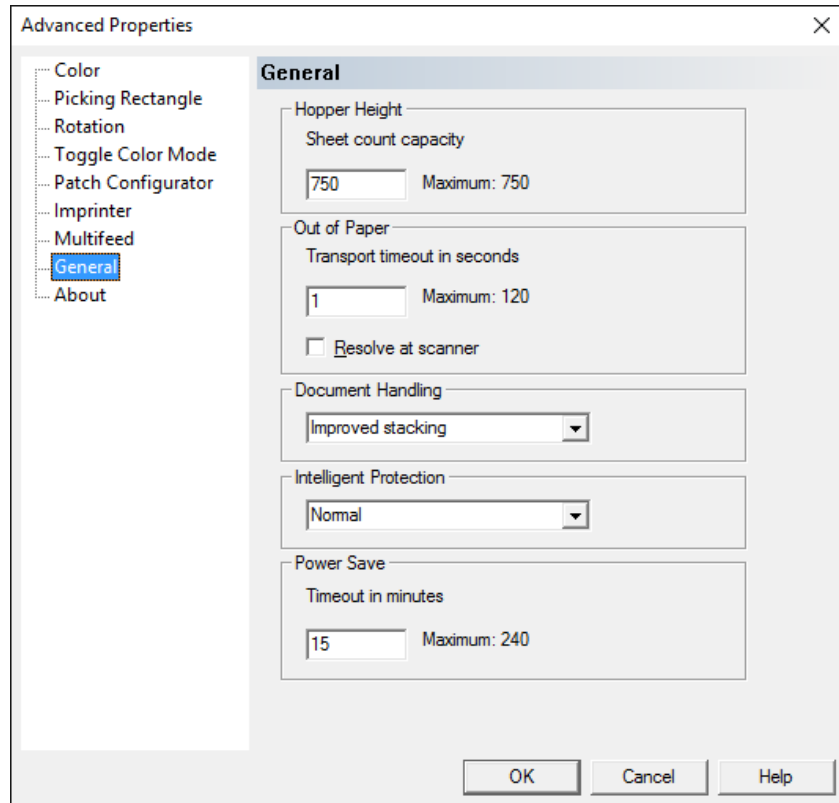 Advanced Properties
Color
Picking Rectangle
Rotation
Toggle Color Mode
Patch Configurator
Imprinter
Multifeed
General
About
General
Hopper Height
Sheet count capacity
750 Maximum: 750
Out of Paper
Transport timeout in seconds
1 Maximum: 120
Resolve at scanner
Document Handling
Improved stacking
Intelligent Protection
Normal
Power Save
Timeout in minutes
15 Maximum: 240
OK Cancel Help